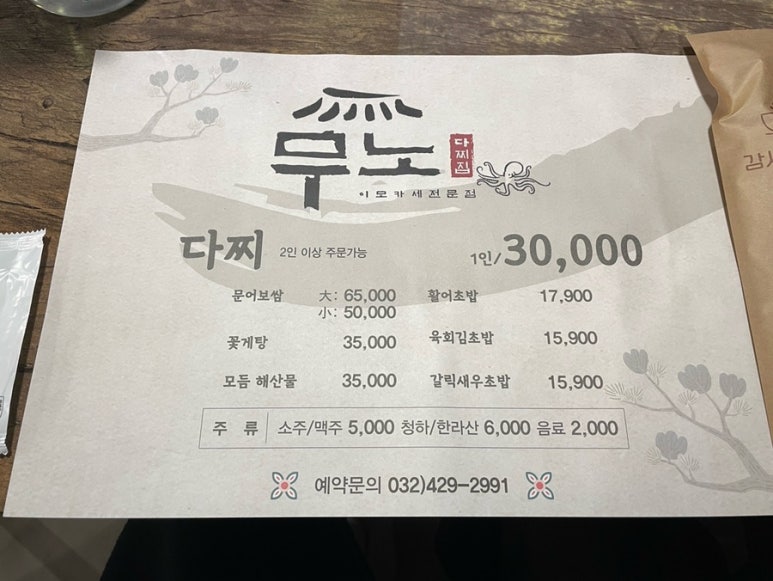 무노
다찌집
이모카세전문점
다찌 2인 이상 주문가능 1인/30,000
문어보쌈 大: 65,000 활어초밥 17,900
小: 50,000
꽃게탕 35,000 육회김초밥 15,900
모듬 해산물 35,000 갈릭새우초밥 15,900
주 류 소주/맥주 5,000 청하/한라산 6,000 음료 2,000
예약문의 032)429-2991